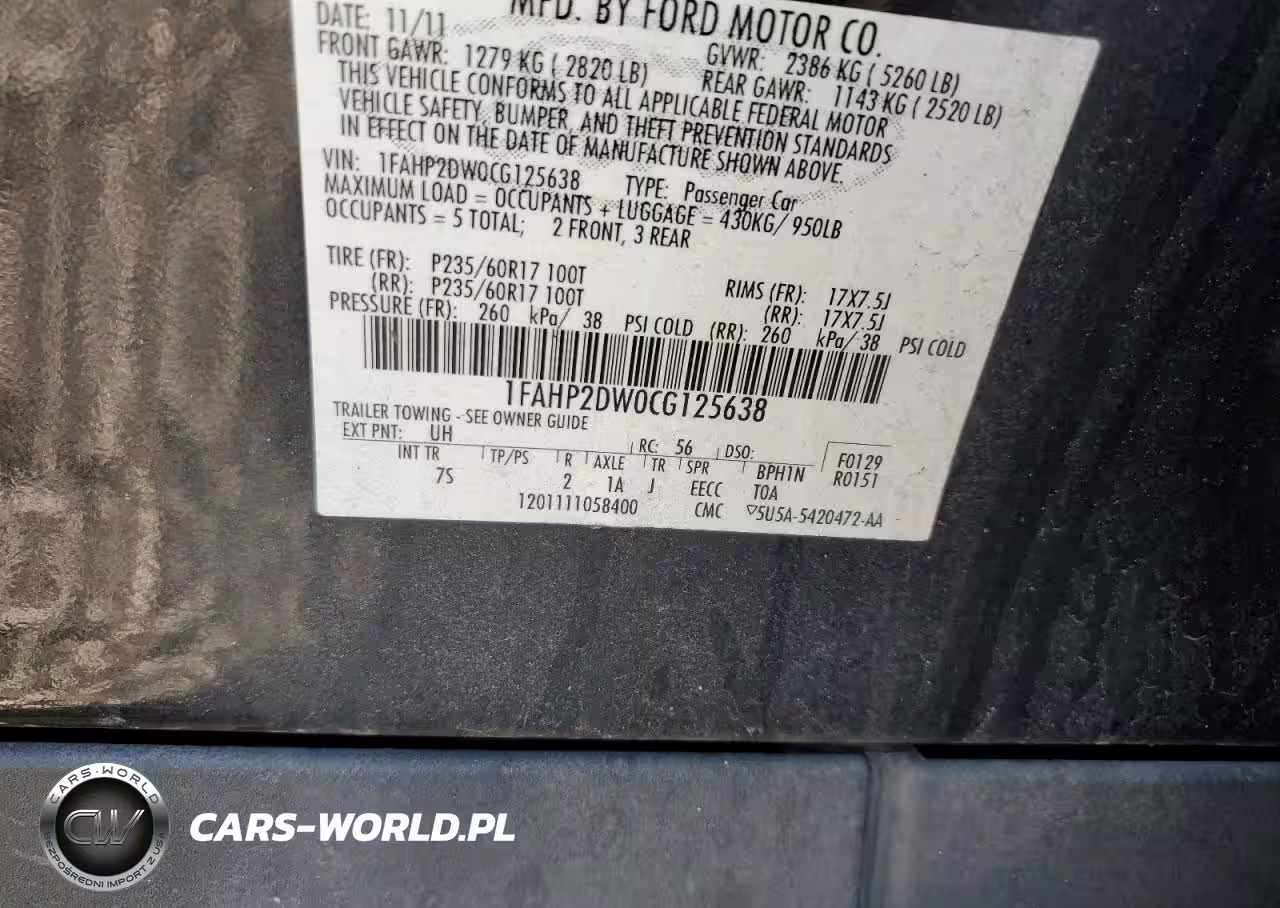 MFD. BY FORD MOTOR CO.
DATE: 11/11 GVWR: 2386 KG ( 5260 LB)
FRONT GAWR: 1279 KG ( 2820 LB) REAR GAWR: 1143 KG ( 2520 LB)
THIS VEHICLE CONFORMS TO ALL APPLICABLE FEDERAL MOTOR
VEHICLE SAFETY, BUMPER, AND THEFT PREVENTION STANDARDS
IN EFFECT ON THE DATE OF MANUFACTURE SHOWN ABOVE.
VIN: 1FAHP2DW0CG125638 TYPE: Passenger Car
MAXIMUM LOAD = OCCUPANTS + LUGGAGE = 430KG/ 950LB
OCCUPANTS = 5 TOTAL; 2 FRONT, 3 REAR
TIRE (FR): P235/60R17 100T RIMS (FR): 17X7.5J
(RR): P235/60R17 100T (RR): 17X7.5J
PRESSURE (FR): 260 kPa/ 38 PSI COLD (RR): 260 kPa/ 38 PSI COLD
1FAHP2DW0CG125638
TRAILER TOWING - SEE OWNER GUIDE
EXT PNT: UH RC: 56 DSO: F0129
INT TR TP/PS R AXLE TR SPR BPH1N R0151
7S 2 1A J EECC TOA
1201111058400 CMC ▽5U5A-5420472-AA
CARS-WORLD
CW
BEZPOŚREDNI IMPORT Z USA
CARS-WORLD.PL